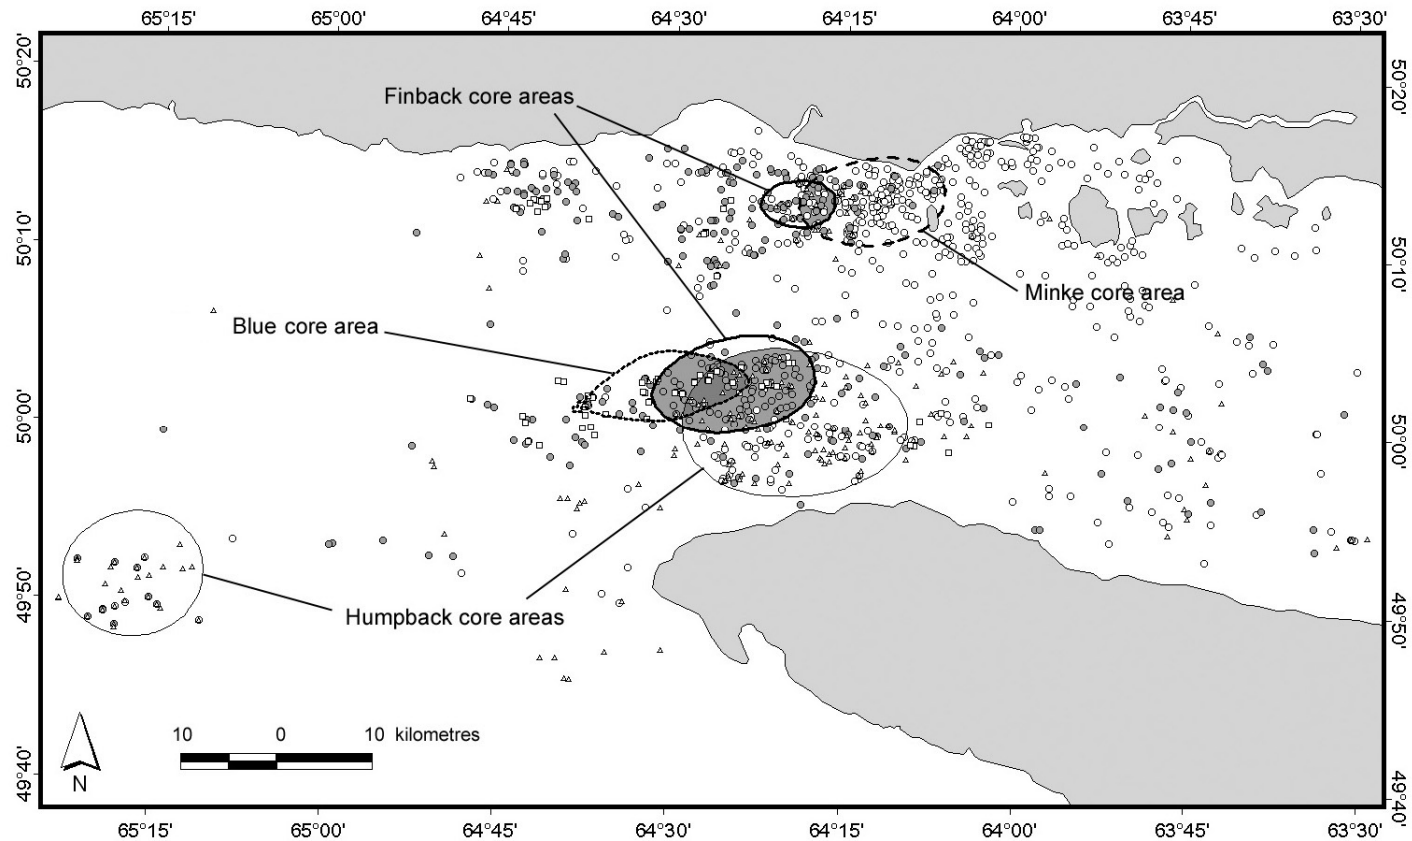 65°15' 65°00' 64°45' 64°30' 64°15' 64°00' 63°45' 63°30'
50°20'
50°20'
Finback core areas
50°10'
50°10'
Minke core area
Blue core area
50°00'
50°00'
49°50'
49°50'
Humpback core areas
10 0 10 kilometres
N
49°40'
49°40'
65°15' 65°00' 64°45' 64°30' 64°15' 64°00' 63°45' 63°30'